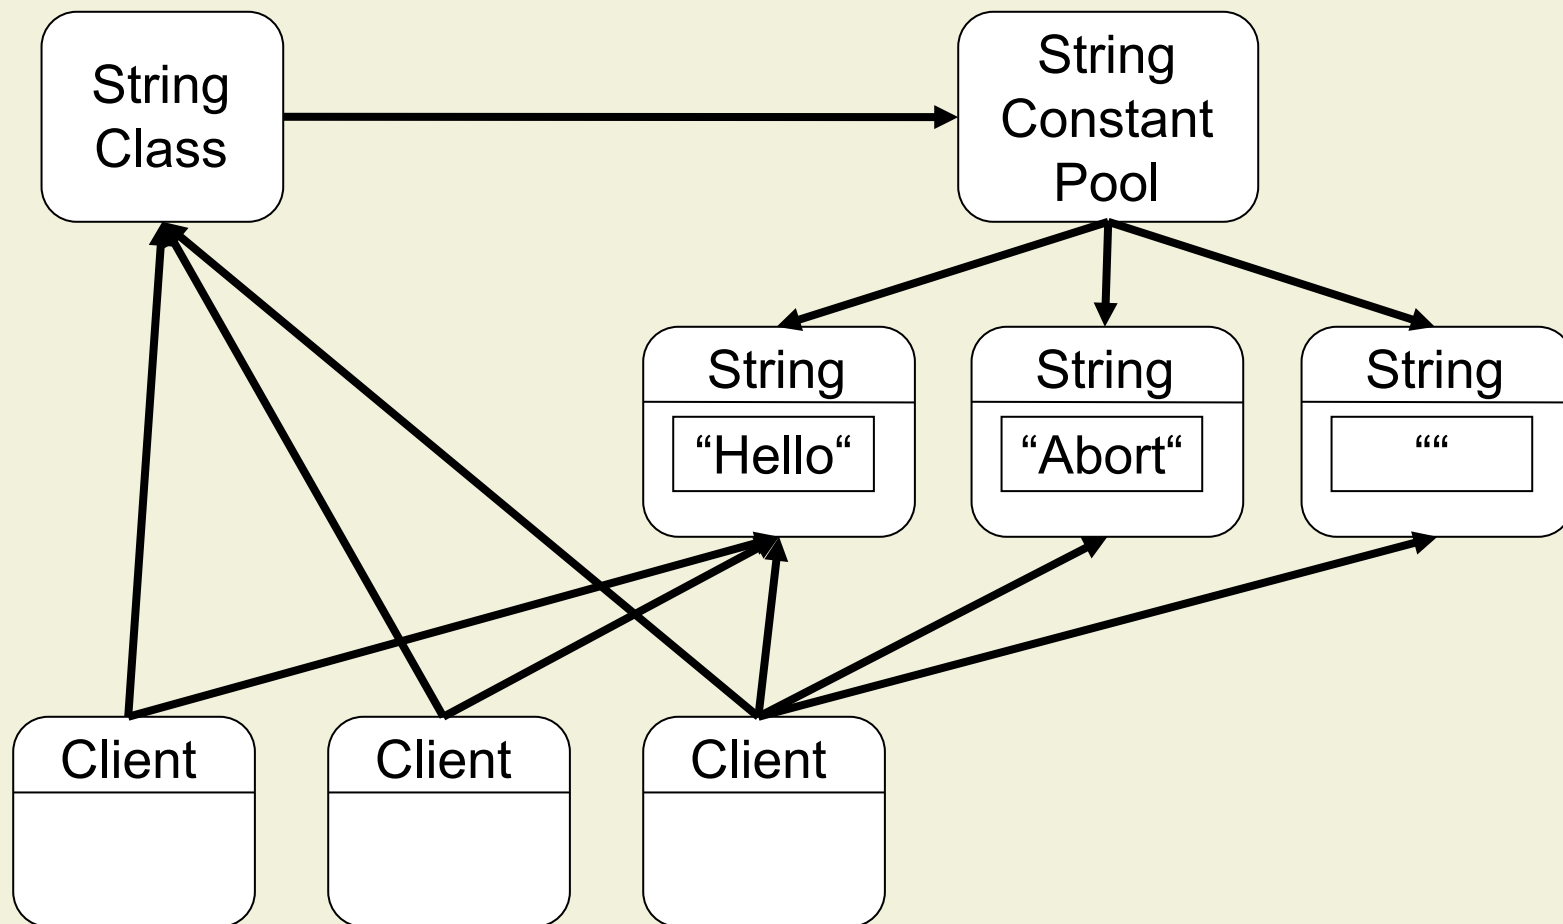 String
Class
String
Constant
Pool
String
String
String
“Hello“
“Abort“
““
Client
Client
Client